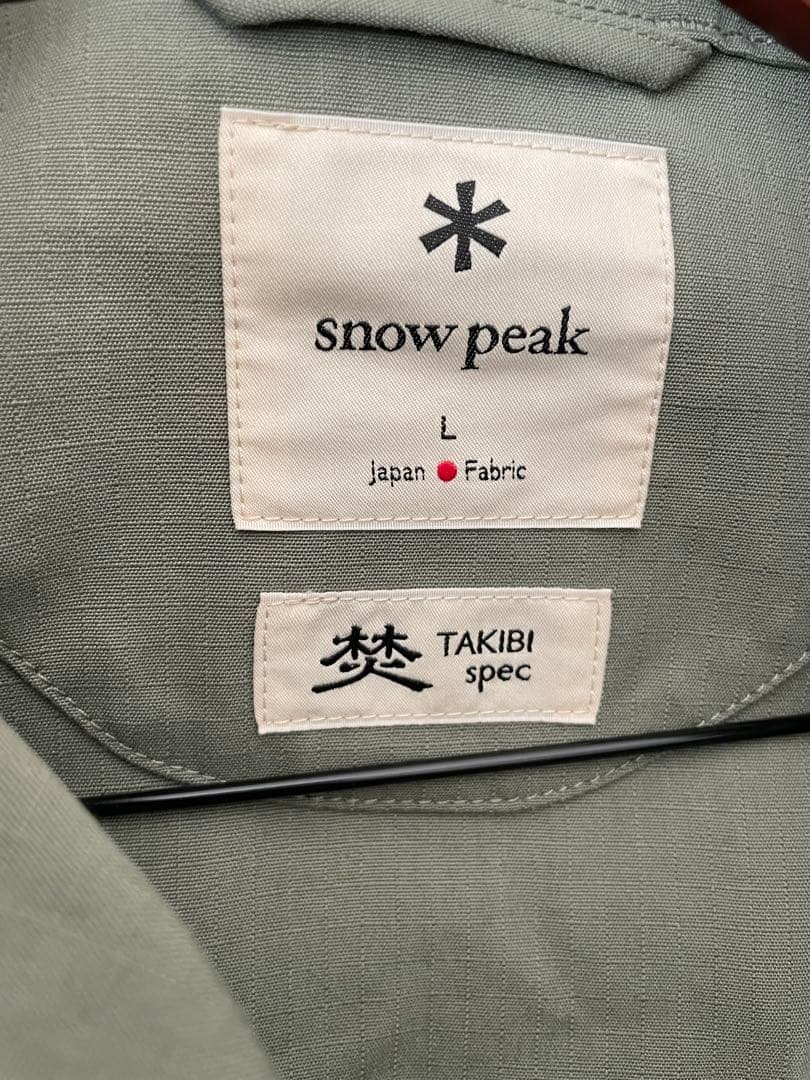 snow peak
L
Japan Fabric
焚 TAKIBI
spec